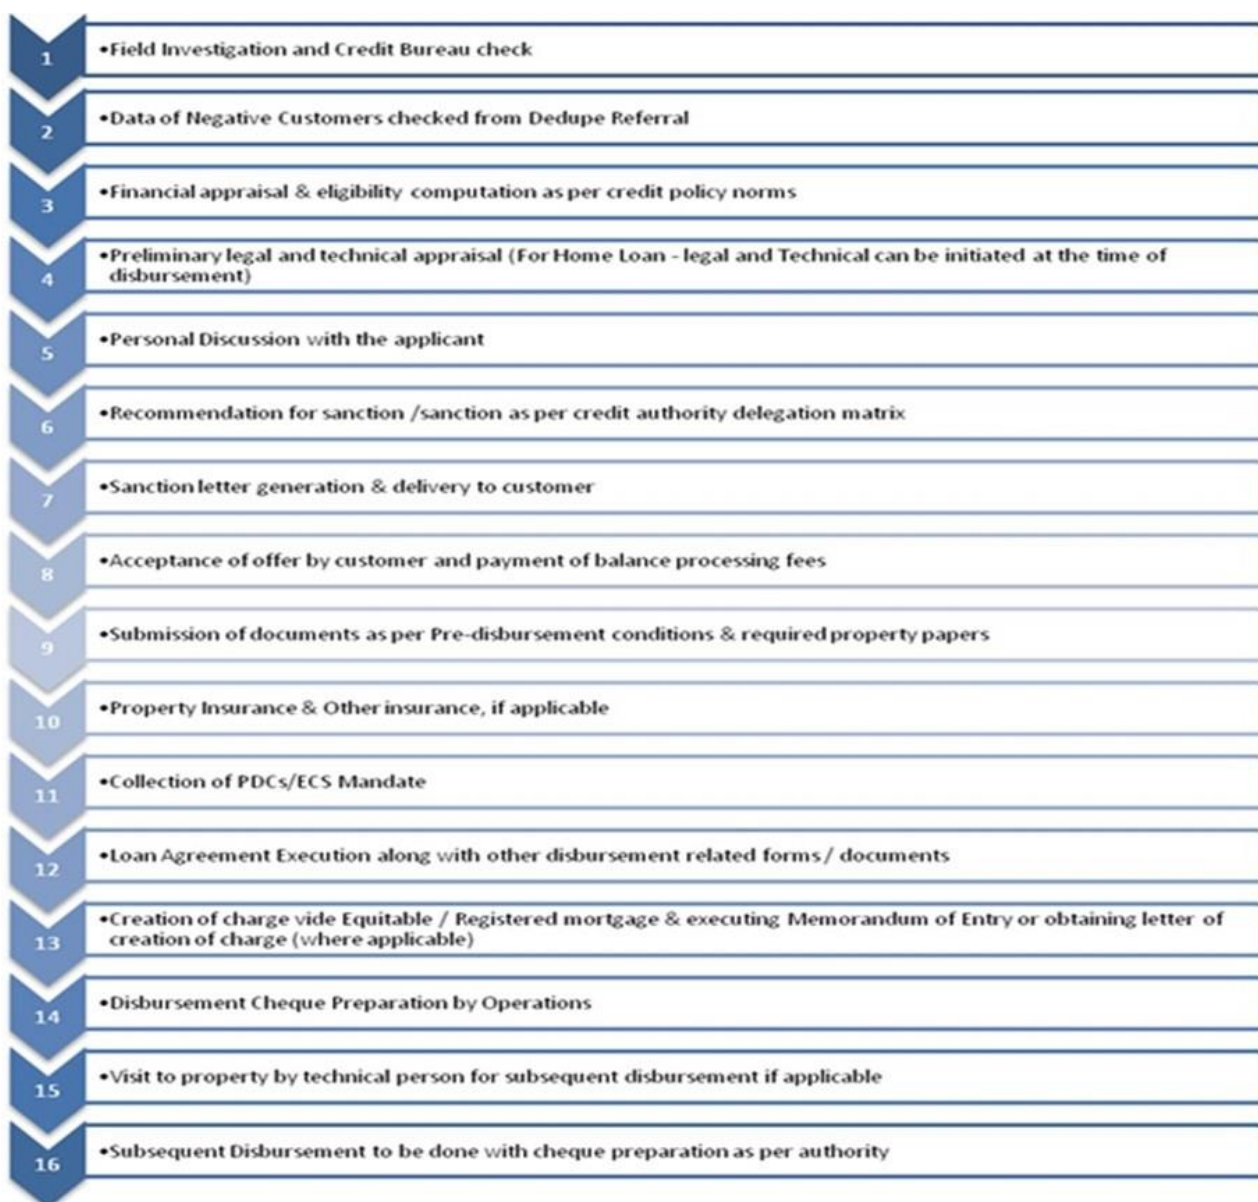 1
•Field Investigation and Credit Bureau check
2
•Data of Negative Customers checked from Dedupe Referral
3
•Financial appraisal & eligibility computation as per credit policy norms
4
•Preliminary legal and technical appraisal (For Home Loan - legal and Technical can be initiated at the time of
disbursement)
5
•Personal Discussion with the applicant
6
•Recommendation for sanction /sanction as per credit authority delegation matrix
7
•Sanction letter generation & delivery to customer
8
•Acceptance of offer by customer and payment of balance processing fees
9
•Submission of documents as per Pre-disbursement conditions & required property papers
10
•Property Insurance & Other insurance, if applicable
11
•Collection of PDCs/ECS Mandate
12
•Loan Agreement Execution along with other disbursement related forms / documents
13
•Creation of charge vide Equitable / Registered mortgage & executing Memorandum of Entry or obtaining letter of
creation of charge (where applicable)
14
•Disbursement Cheque Preparation by Operations
15
•Visit to property by technical person for subsequent disbursement if applicable
16
•Subsequent Disbursement to be done with cheque preparation as per authority